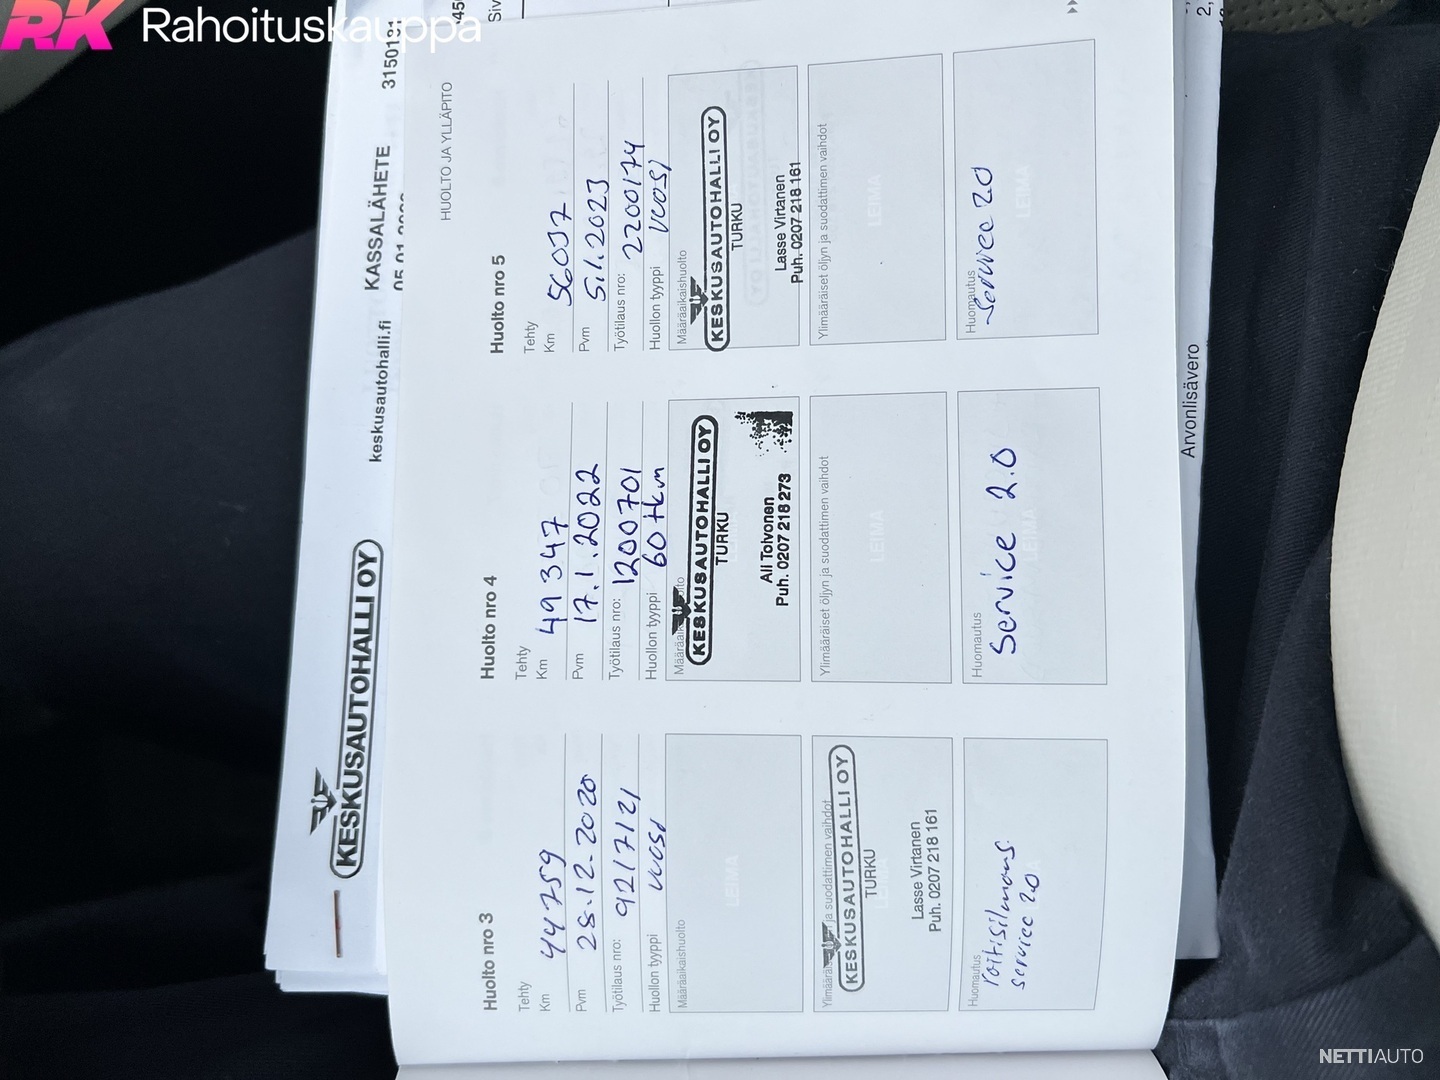 RK Rahoituskauppa
KESKUSAUTOHALLI OY
keskusautohalli.fi
KASSALÄHETE
HUOLTO JA YLLÄPITO
Huolto nro 3
Tehty
Km 44759
Pvm 28.12.2020
Työtilaus nro: 9217121
Huollon tyyppi vuosi
Määräaikaishuolto
LEIMA
ja suodattimen vaihdot
KESKUSAUTOHALLI OY
TURKU
Lasse Virtanen
Puh. 0207 218 161
Huomautus
service 2.0
Huolto nro 4
Tehty
Km 49347
Pvm 17.1.2022
Työtilaus nro: 1200701
Huollon tyyppi 60 tkm
KESKUSAUTOHALLI OY
TURKU
Ali Tolvonen
Puh. 0207 218 273
Ylimääräiset öljyn ja suodattimen vaihdot
LEIMA
Huomautus
Service 2.0
LEIMA
Huolto nro 5
Tehty
Km 56037
Pvm 5.1.2023
Työtilaus nro: 2200174
Huollon tyyppi vuosi
Määräaikaishuolto
KESKUSAUTOHALLI OY
TURKU
Lasse Virtanen
Puh. 0207 218 161
Ylimääräiset öljyn ja suodattimen vaihdot
LEIMA
Huomautus
Service 2.0
LEIMA
Arvonlisävero
NETTIAUTO